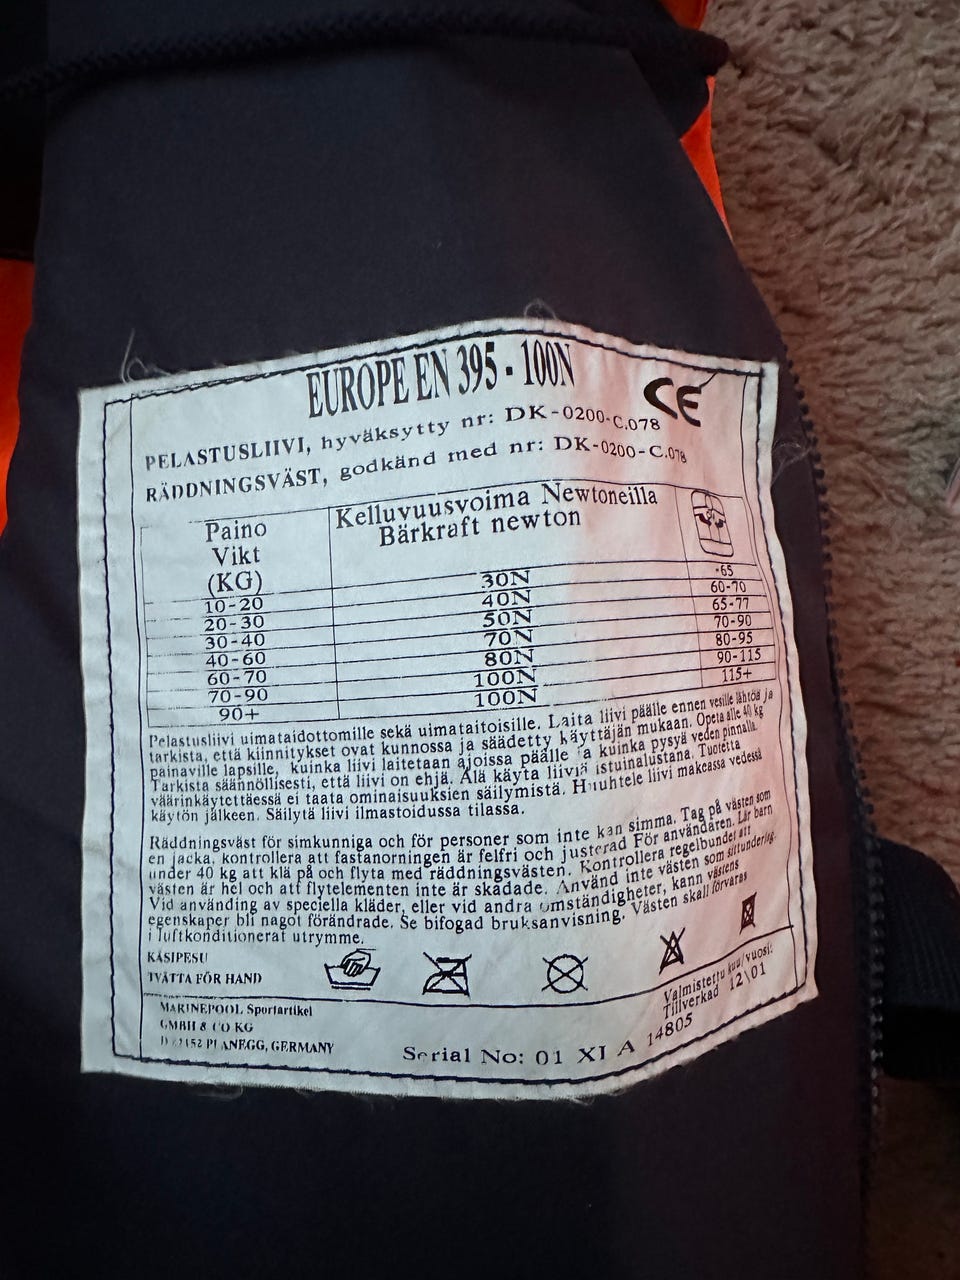 EUROPE EN 395 - 100N
CE
PELASTUSLIIVI, hyväksytty nr: DK-0200-C.078
RÄDDNINGSVÄST, godkänd med nr: DK-0200-C.078
Paino Vikt (KG)
Kelluvuusvoima Newtoneilla
Bärkraft newton
10-20 30N -65
20-30 40N 60-70
30-40 50N 65-77
40-60 70N 70-90
60-70 80N 80-95
70-90 100N 90-115
90+ 100N 115+
Pelastusliivi uimataidottomille sekä uimataitoisille. Laita liivi päälle ennen vesille lähtöä ja
tarkista, että kiinnitykset ovat kunnossa ja säädetty käyttäjän mukaan. Opeta alle 40 kg
painaville lapsille, kuinka liivi laitetaan ajoissa päälle ja kuinka pysyä veden pinnalla.
Tarkista säännöllisesti, että liivi on ehjä. Älä käytä liiviä istuinalustana. Tuotetta
väärinkäytettäessä ei taata ominaisuuksien säilymistä. Huuhtele liivi makeassa vedessä
käytön jälkeen. Säilytä liivi ilmastoidussa tilassa.
Räddningsväst för simkunniga och för personer som inte kan simma. Tag på västen som
en jacka, kontrollera att fastanorningen är felfri och justerad För användaren. Lär barn
under 40 kg att klä på och flyta med räddningsvästen. Kontrollera regelbundet att
västen är hel och att flytelementen inte är skadade. Använd inte västen som sittunderlag.
Vid använding av speciella kläder, eller vid andra omständigheter, kann västens
egenskaper bli något förändrade. Se bifogad bruksanvisning. Västen skall förvaras
i luftkonditionerat utrymme.
KÄSIPESU
TVÄTTA FÖR HAND
MARINEPOOL Sportartikel
GMBH & CO KG
PLANEGG, GERMANY
Valmistettu kuu/vuosi:
Tillverkad 12\01
Serial No: 01 XI A 14805